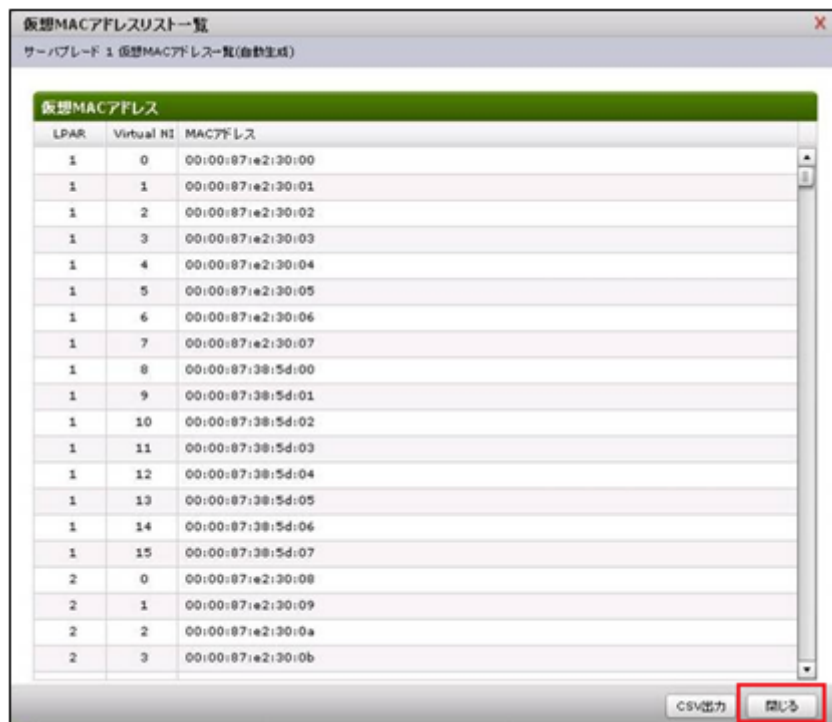 仮想MACアドレスリスト一覧 X
サーバブレード 1 仮想MACアドレス一覧(自動生成)
仮想MACアドレス
LPAR Virtual NI MACアドレス
1 0 00:00:87:e2:30:00
1 1 00:00:87:e2:30:01
1 2 00:00:87:e2:30:02
1 3 00:00:87:e2:30:03
1 4 00:00:87:e2:30:04
1 5 00:00:87:e2:30:05
1 6 00:00:87:e2:30:06
1 7 00:00:87:e2:30:07
1 8 00:00:87:38:5d:00
1 9 00:00:87:38:5d:01
1 10 00:00:87:38:5d:02
1 11 00:00:87:38:5d:03
1 12 00:00:87:38:5d:04
1 13 00:00:87:38:5d:05
1 14 00:00:87:38:5d:06
1 15 00:00:87:38:5d:07
2 0 00:00:87:e2:30:08
2 1 00:00:87:e2:30:09
2 2 00:00:87:e2:30:0a
2 3 00:00:87:e2:30:0b
CSV出力 閉じる